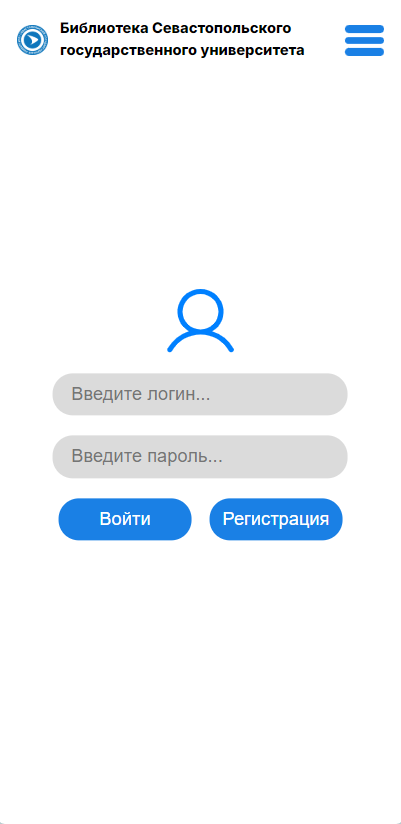 Библиотека Севастопольского
государственного университета
Введите логин...
Введите пароль...
Войти
Регистрация